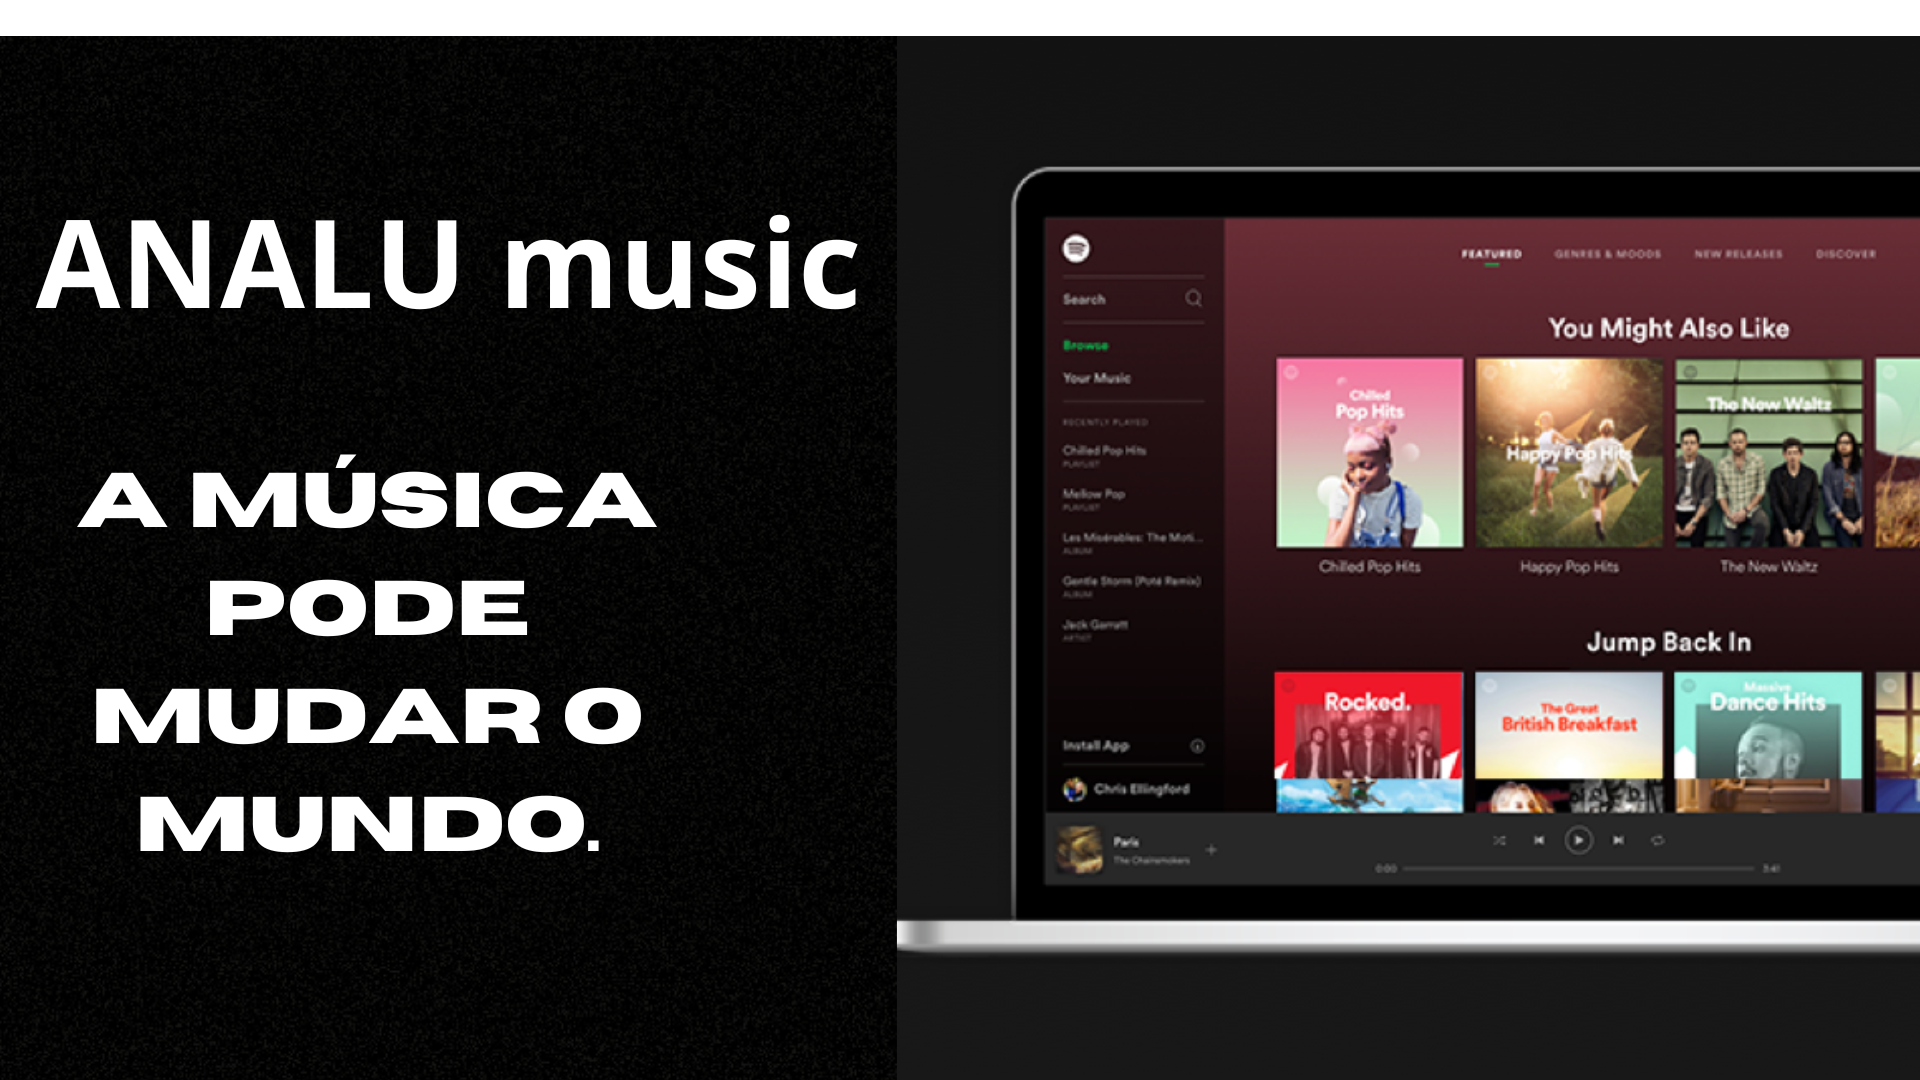 ANALU music
A MÚSICA
PODE
MUDAR O
MUNDO.
FEATURED
GENRES & MOODS
NEW RELEASES
DISCOVER
Search
Browse
Your Music
RECENTLY PLAYED
Chilled Pop Hits
PLAYLIST
Mellow Pop
PLAYLIST
Les Misérables: The Moti...
ALBUM
Gentle Storm (Poté Remix)
ALBUM
Jack Garratt
ARTIST
Install App
Chris Ellingford
You Might Also Like
Chilled
Pop Hits
Happy Pop Hits
The New Waltz
Chilled Pop Hits
Happy Pop Hits
The New Waltz
Jump Back In
Rocked.
The Great
British Breakfast
Massive
Dance Hits
Paris
The Chainsmokers
0:00
3:41